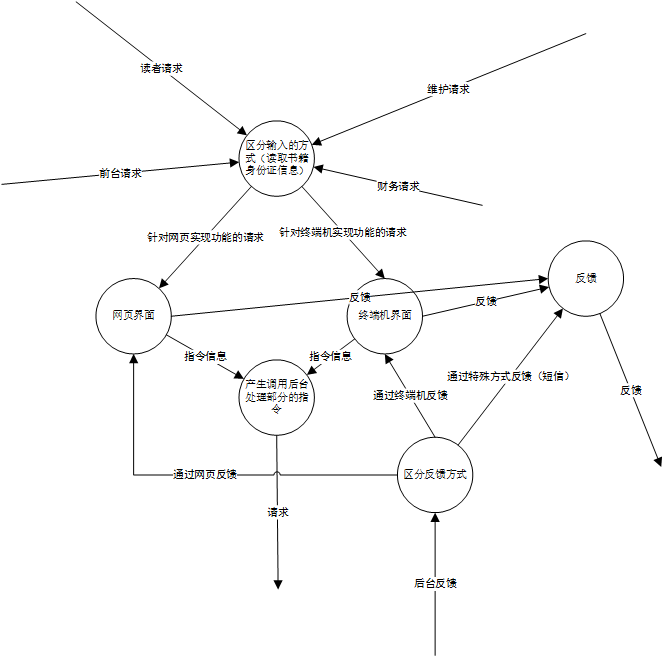 读者请求
维护请求
区分输入的方
式（读取书籍
身份证信息）
前台请求
财务请求
针对网页实现功能的请求
针对终端机实现功能的请求
反馈
反馈
反馈
网页界面
终端机界面
指令信息
指令信息
通过特殊方式反馈（短信）
反馈
产生调用后台
处理部分的指
令
通过终端机反馈
通过网页反馈
区分反馈方式
请求
后台反馈